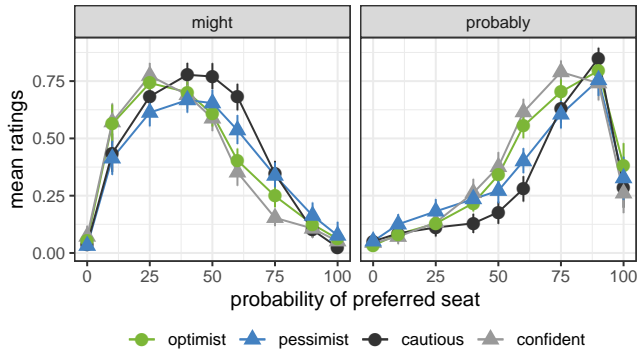 might probably
mean ratings
0.75
0.50
0.25
0.00
0 25 50 75 100 0 25 50 75 100
probability of preferred seat
optimist pessimist cautious confident